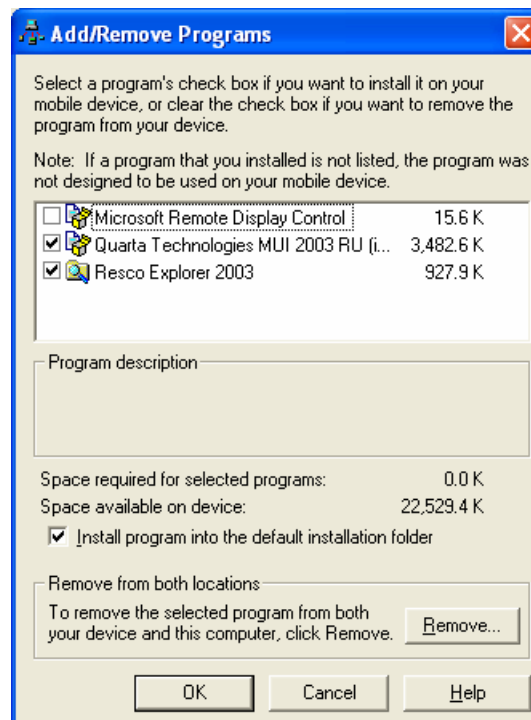 Add/Remove Programs
Select a program's check box if you want to install it on your
mobile device, or clear the check box if you want to remove the
program from your device.
Note: If a program that you installed is not listed, the program was
not designed to be used on your mobile device.
Microsoft Remote Display Control 15.6 K
Quarta Technologies MUI 2003 RU (i... 3,482.6 K
Resco Explorer 2003 927.9 K
Program description
Space required for selected programs: 0.0 K
Space available on device: 22,529.4 K
Install program into the default installation folder
Remove from both locations
To remove the selected program from both
your device and this computer, click Remove.
Remove...
OK Cancel Help